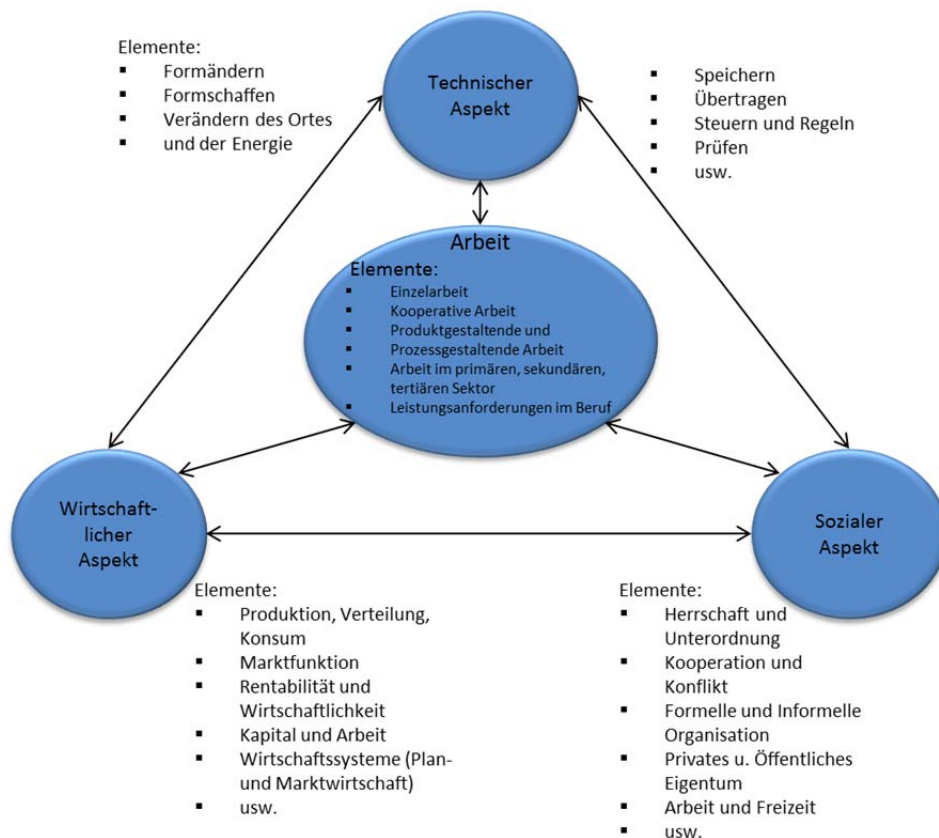 Elemente:
▪ Formändern
▪ Formschaffen
▪ Verändern des Ortes
▪ und der Energie
Technischer
Aspekt
▪ Speichern
▪ Übertragen
▪ Steuern und Regeln
▪ Prüfen
▪ usw.
Arbeit
Elemente:
▪ Einzelarbeit
▪ Kooperative Arbeit
▪ Produktgestaltende und
▪ Prozessgestaltende Arbeit
▪ Arbeit im primären, sekundären,
tertiären Sektor
▪ Leistungsanforderungen im Beruf
Wirtschaft-
licher
Aspekt
Sozialer
Aspekt
Elemente:
▪ Produktion, Verteilung,
Konsum
▪ Marktfunktion
▪ Rentabilität und
Wirtschaftlichkeit
▪ Kapital und Arbeit
▪ Wirtschaftssysteme (Plan-
und Marktwirtschaft)
▪ usw.
Elemente:
▪ Herrschaft und
Unterordnung
▪ Kooperation und
Konflikt
▪ Formelle und Informelle
Organisation
▪ Privates u. Öffentliches
Eigentum
▪ Arbeit und Freizeit
▪ usw.